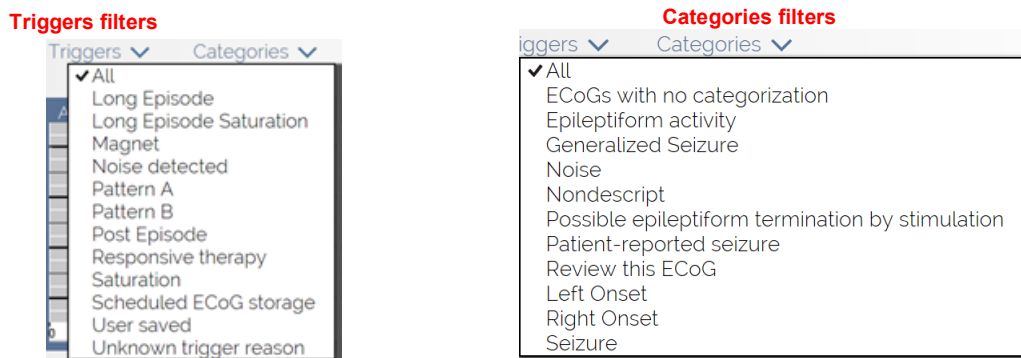 Triggers filters
Triggers Categories
All
Long Episode
Long Episode Saturation
Magnet
Noise detected
Pattern A
Pattern B
Post Episode
Responsive therapy
Saturation
Scheduled ECoG storage
User saved
Unknown trigger reason
A
0
Categories filters
iggers Categories
All
ECoGs with no categorization
Epileptiform activity
Generalized Seizure
Noise
Nondescript
Possible epileptiform termination by stimulation
Patient-reported seizure
Review this ECoG
Left Onset
Right Onset
Seizure